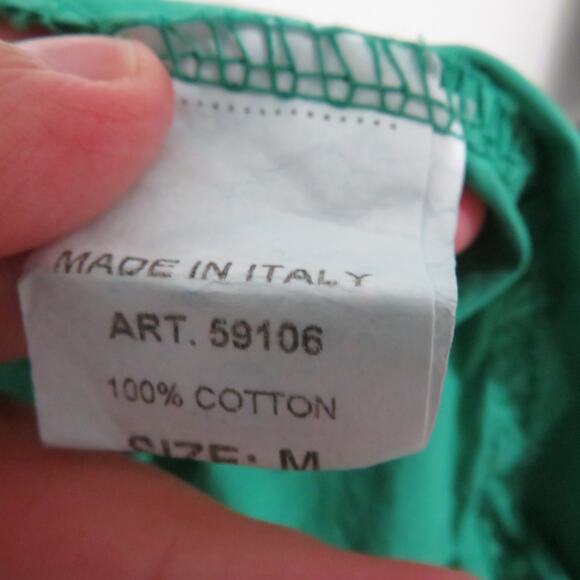 MADE IN ITALY
ART. 59106
100% COTTON
SIZE: M